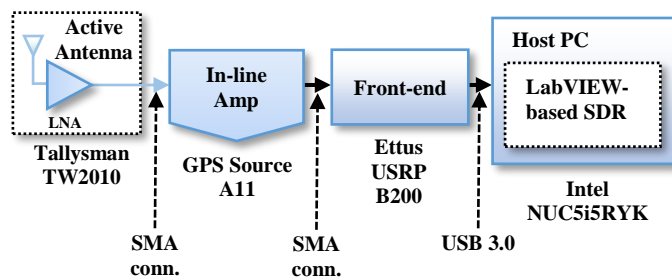 Active
Antenna
LNA
Tallysman
TW2010
In-line
Amp
GPS Source
A11
Front-end
Ettus
USRP
B200
Host PC
LabVIEW-
based SDR
Intel
NUC5i5RYK
SMA
conn.
SMA
conn.
USB 3.0